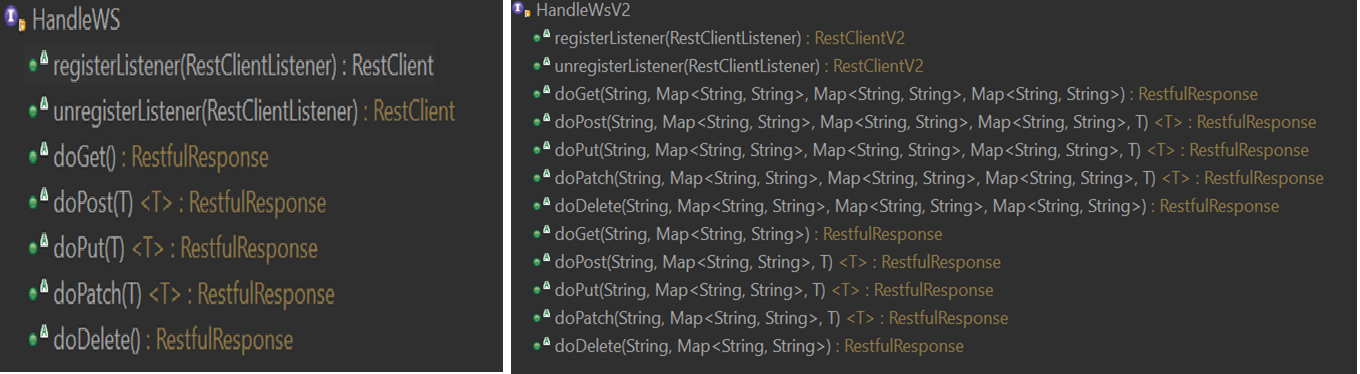 HandleWS
registerListener(RestClientListener) : RestClient
unregisterListener(RestClientListener) : RestClient
doGet() : RestfulResponse
doPost(T) <T> : RestfulResponse
doPut(T) <T> : RestfulResponse
doPatch(T) <T> : RestfulResponse
doDelete() : RestfulResponse
HandleWsV2
registerListener(RestClientListener) : RestClientV2
unregisterListener(RestClientListener) : RestClientV2
doGet(String, Map<String, String>, Map<String, String>, Map<String, String>) : RestfulResponse
doPost(String, Map<String, String>, Map<String, String>, Map<String, String>, T) <T> : RestfulResponse
doPut(String, Map<String, String>, Map<String, String>, Map<String, String>, T) <T> : RestfulResponse
doPatch(String, Map<String, String>, Map<String, String>, Map<String, String>, T) <T> : RestfulResponse
doDelete(String, Map<String, String>, Map<String, String>, Map<String, String>) : RestfulResponse
doGet(String, Map<String, String>) : RestfulResponse
doPost(String, Map<String, String>, T) <T> : RestfulResponse
doPut(String, Map<String, String>, T) <T> : RestfulResponse
doPatch(String, Map<String, String>, T) <T> : RestfulResponse
doDelete(String, Map<String, String>) : RestfulResponse